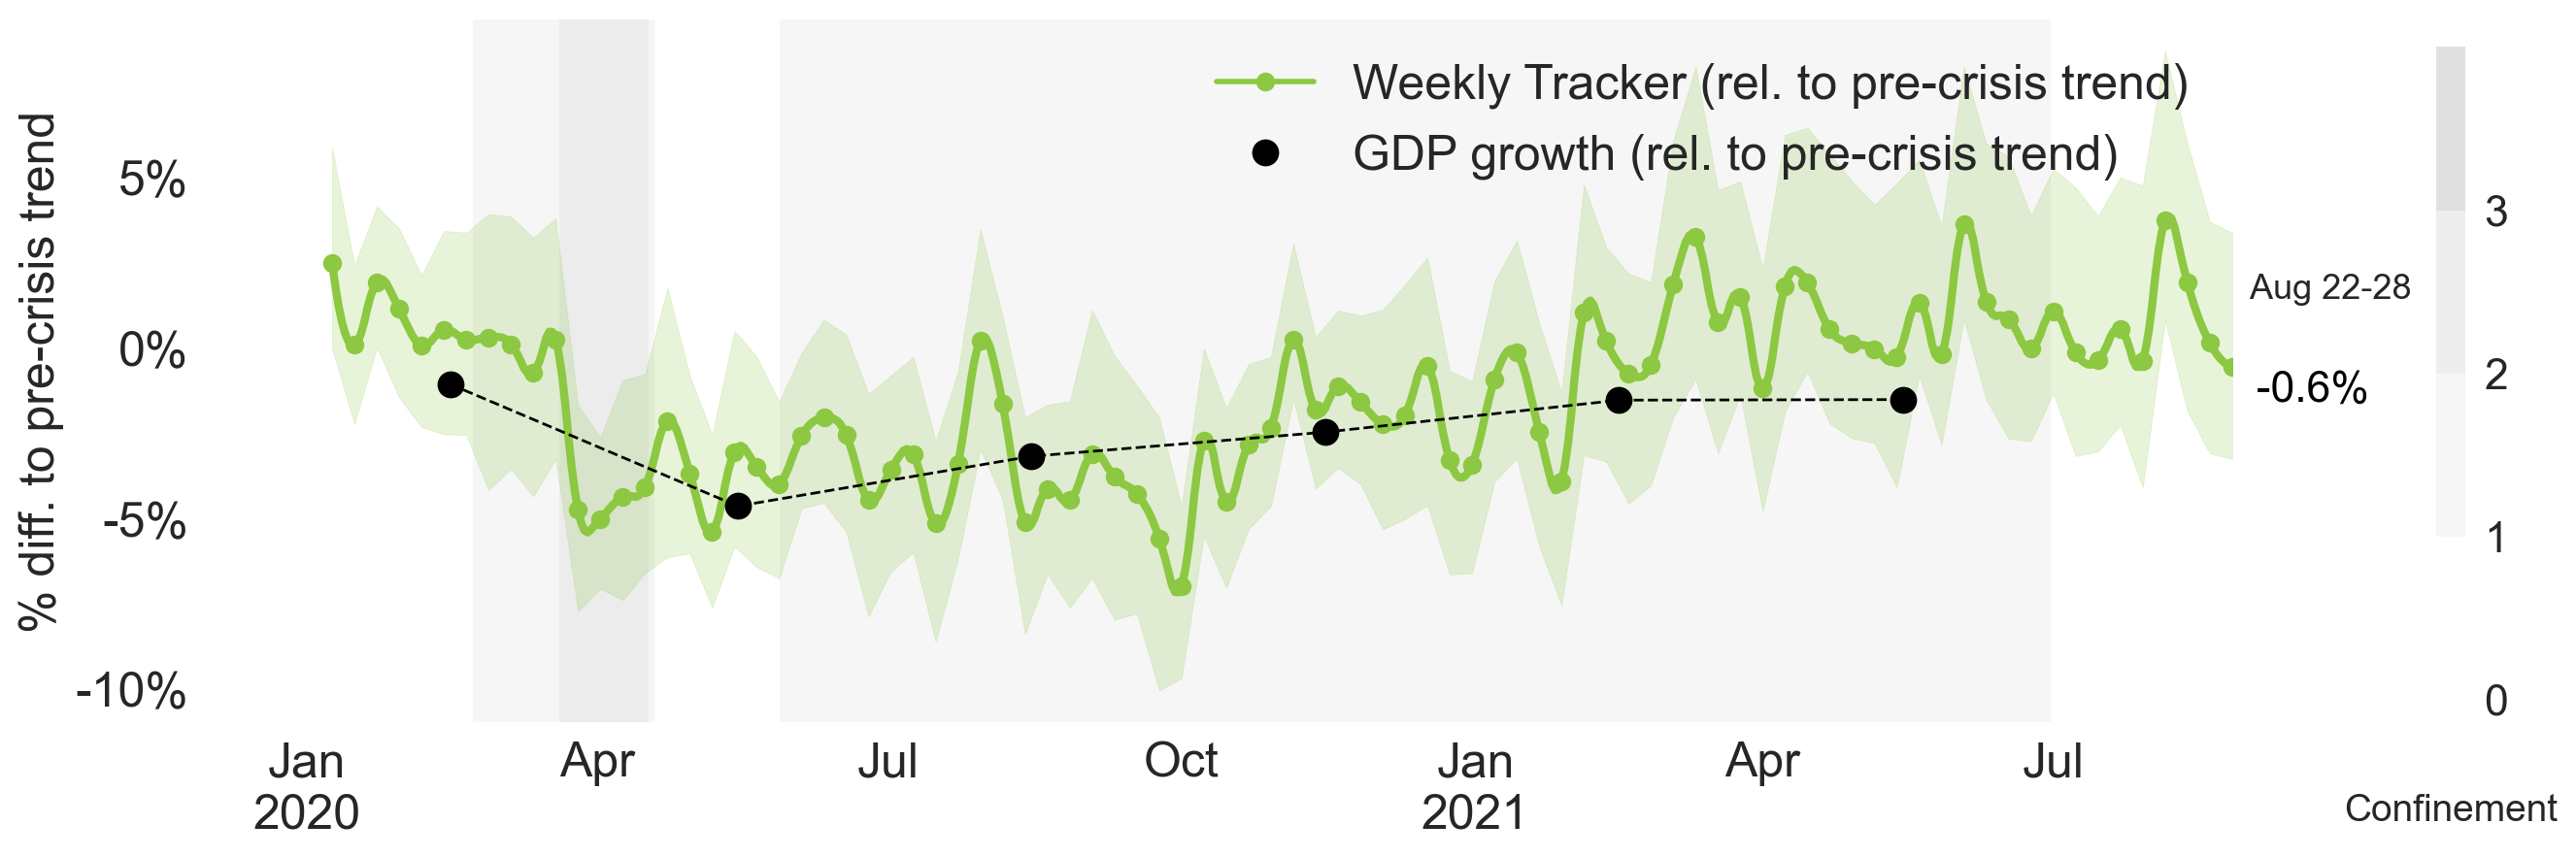 % diff. to pre-crisis trend
5%
0%
-5%
-10%
Weekly Tracker (rel. to pre-crisis trend)
GDP growth (rel. to pre-crisis trend)
Aug 22-28
-0.6%
3
2
1
0
Jan Apr Jul Oct Jan Apr Jul
2020 2021
Confinement